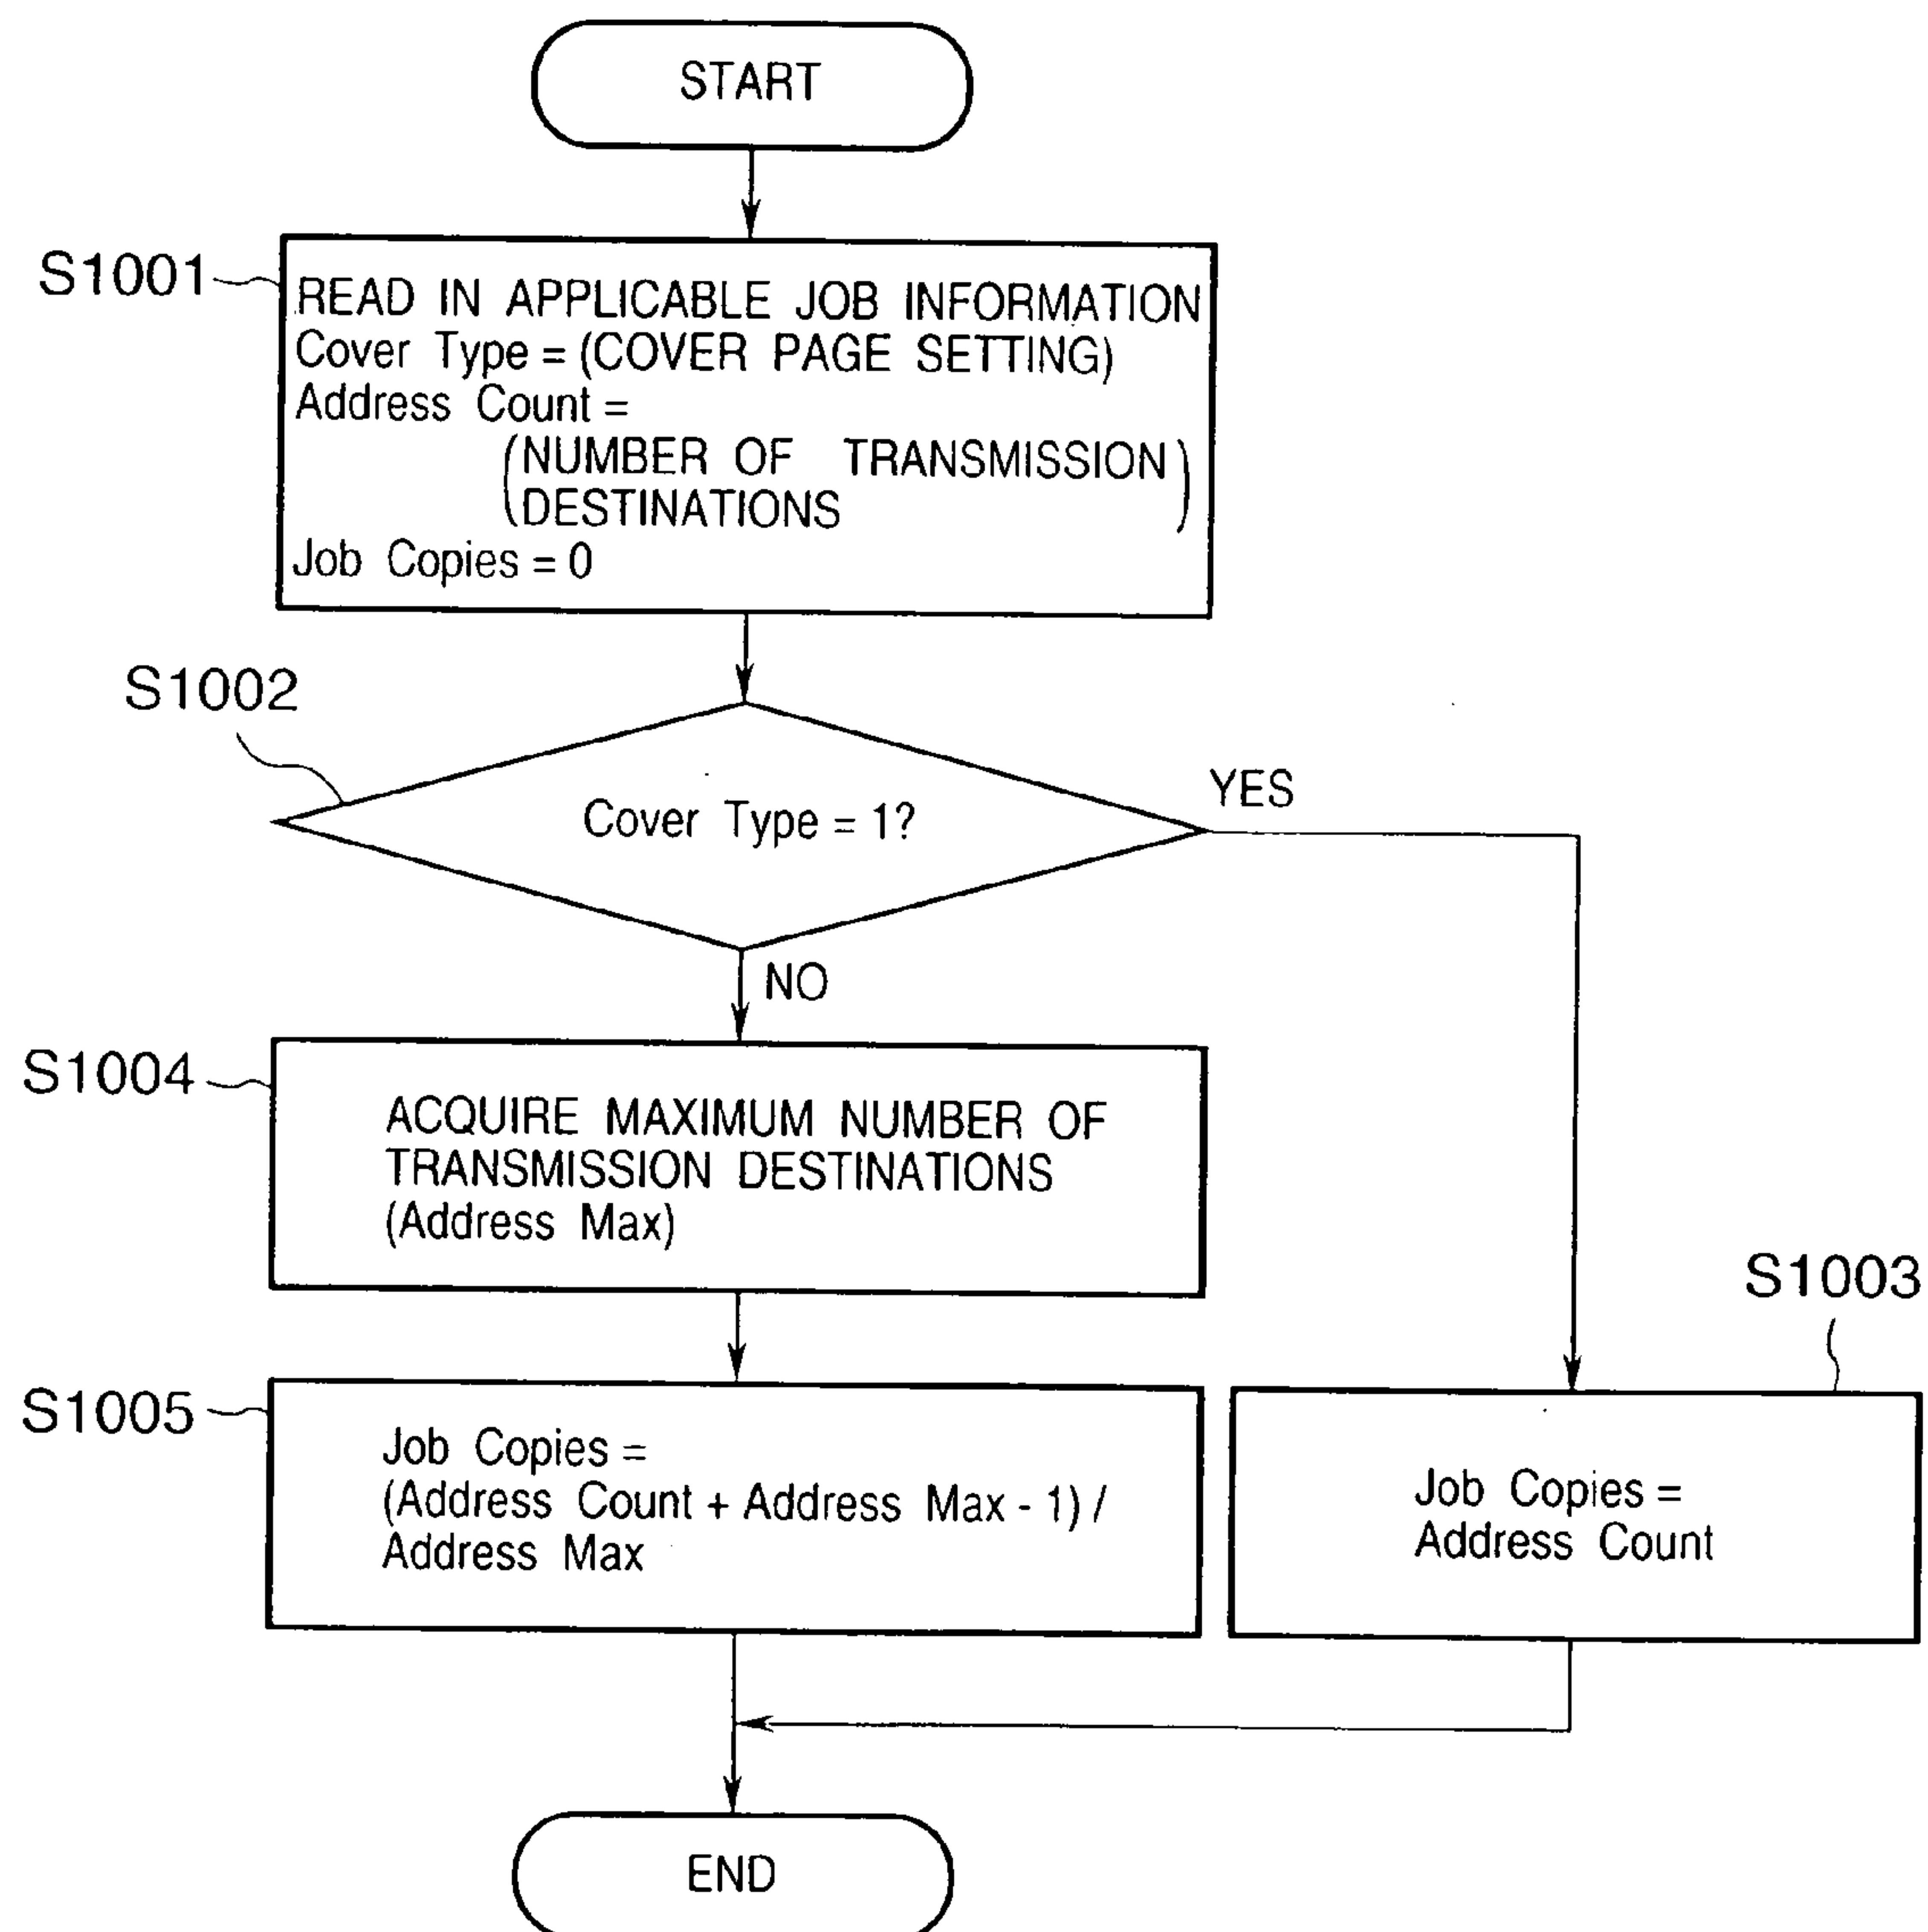 START
S1001
READ IN APPLICABLE JOB INFORMATION
Cover Type = (COVER PAGE SETTING)
Address Count =
(NUMBER OF TRANSMISSION
DESTINATIONS)
Job Copies = 0
S1002
Cover Type = 1?
YES
NO
S1004
ACQUIRE MAXIMUM NUMBER OF
TRANSMISSION DESTINATIONS
(Address Max)
S1003
S1005
Job Copies =
(Address Count + Address Max - 1) /
Address Max
Job Copies =
Address Count
END